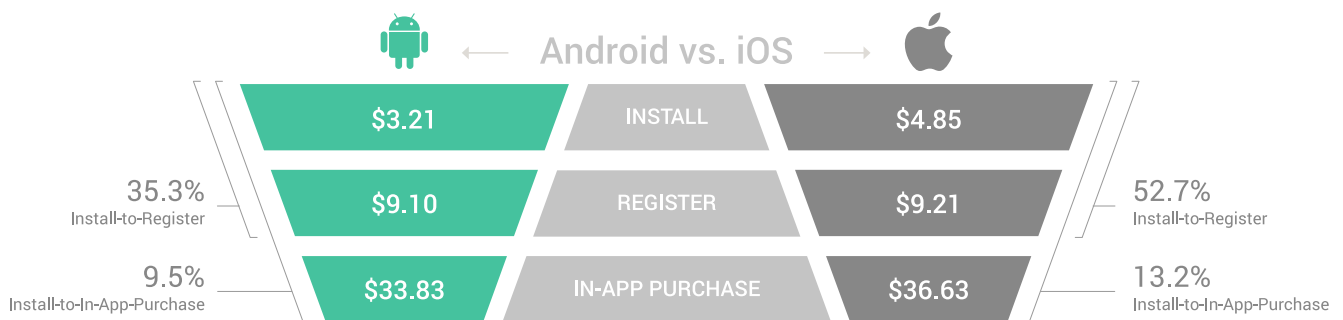 Android vs. iOS
$3.21
INSTALL
$4.85
35.3%
Install-to-Register
$9.10
REGISTER
$9.21
52.7%
Install-to-Register
9.5%
Install-to-In-App-Purchase
$33.83
IN-APP PURCHASE
$36.63
13.2%
Install-to-In-App-Purchase